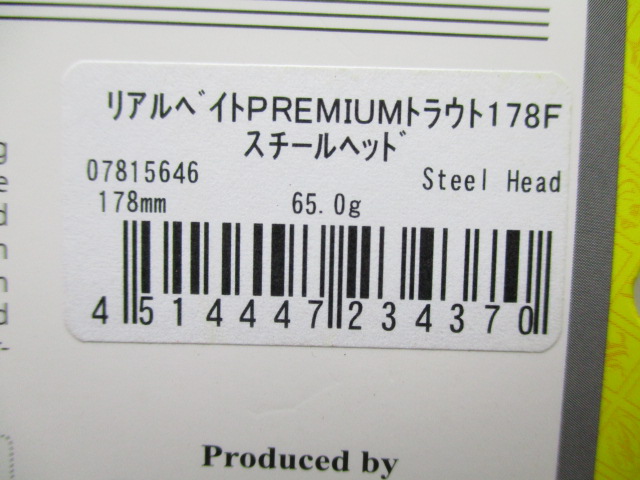 リアルベイトPREMIUMトラウト178F
スチールヘッド
07815646
Steel Head
178mm 65.0g
4 514447 234370
Produced by